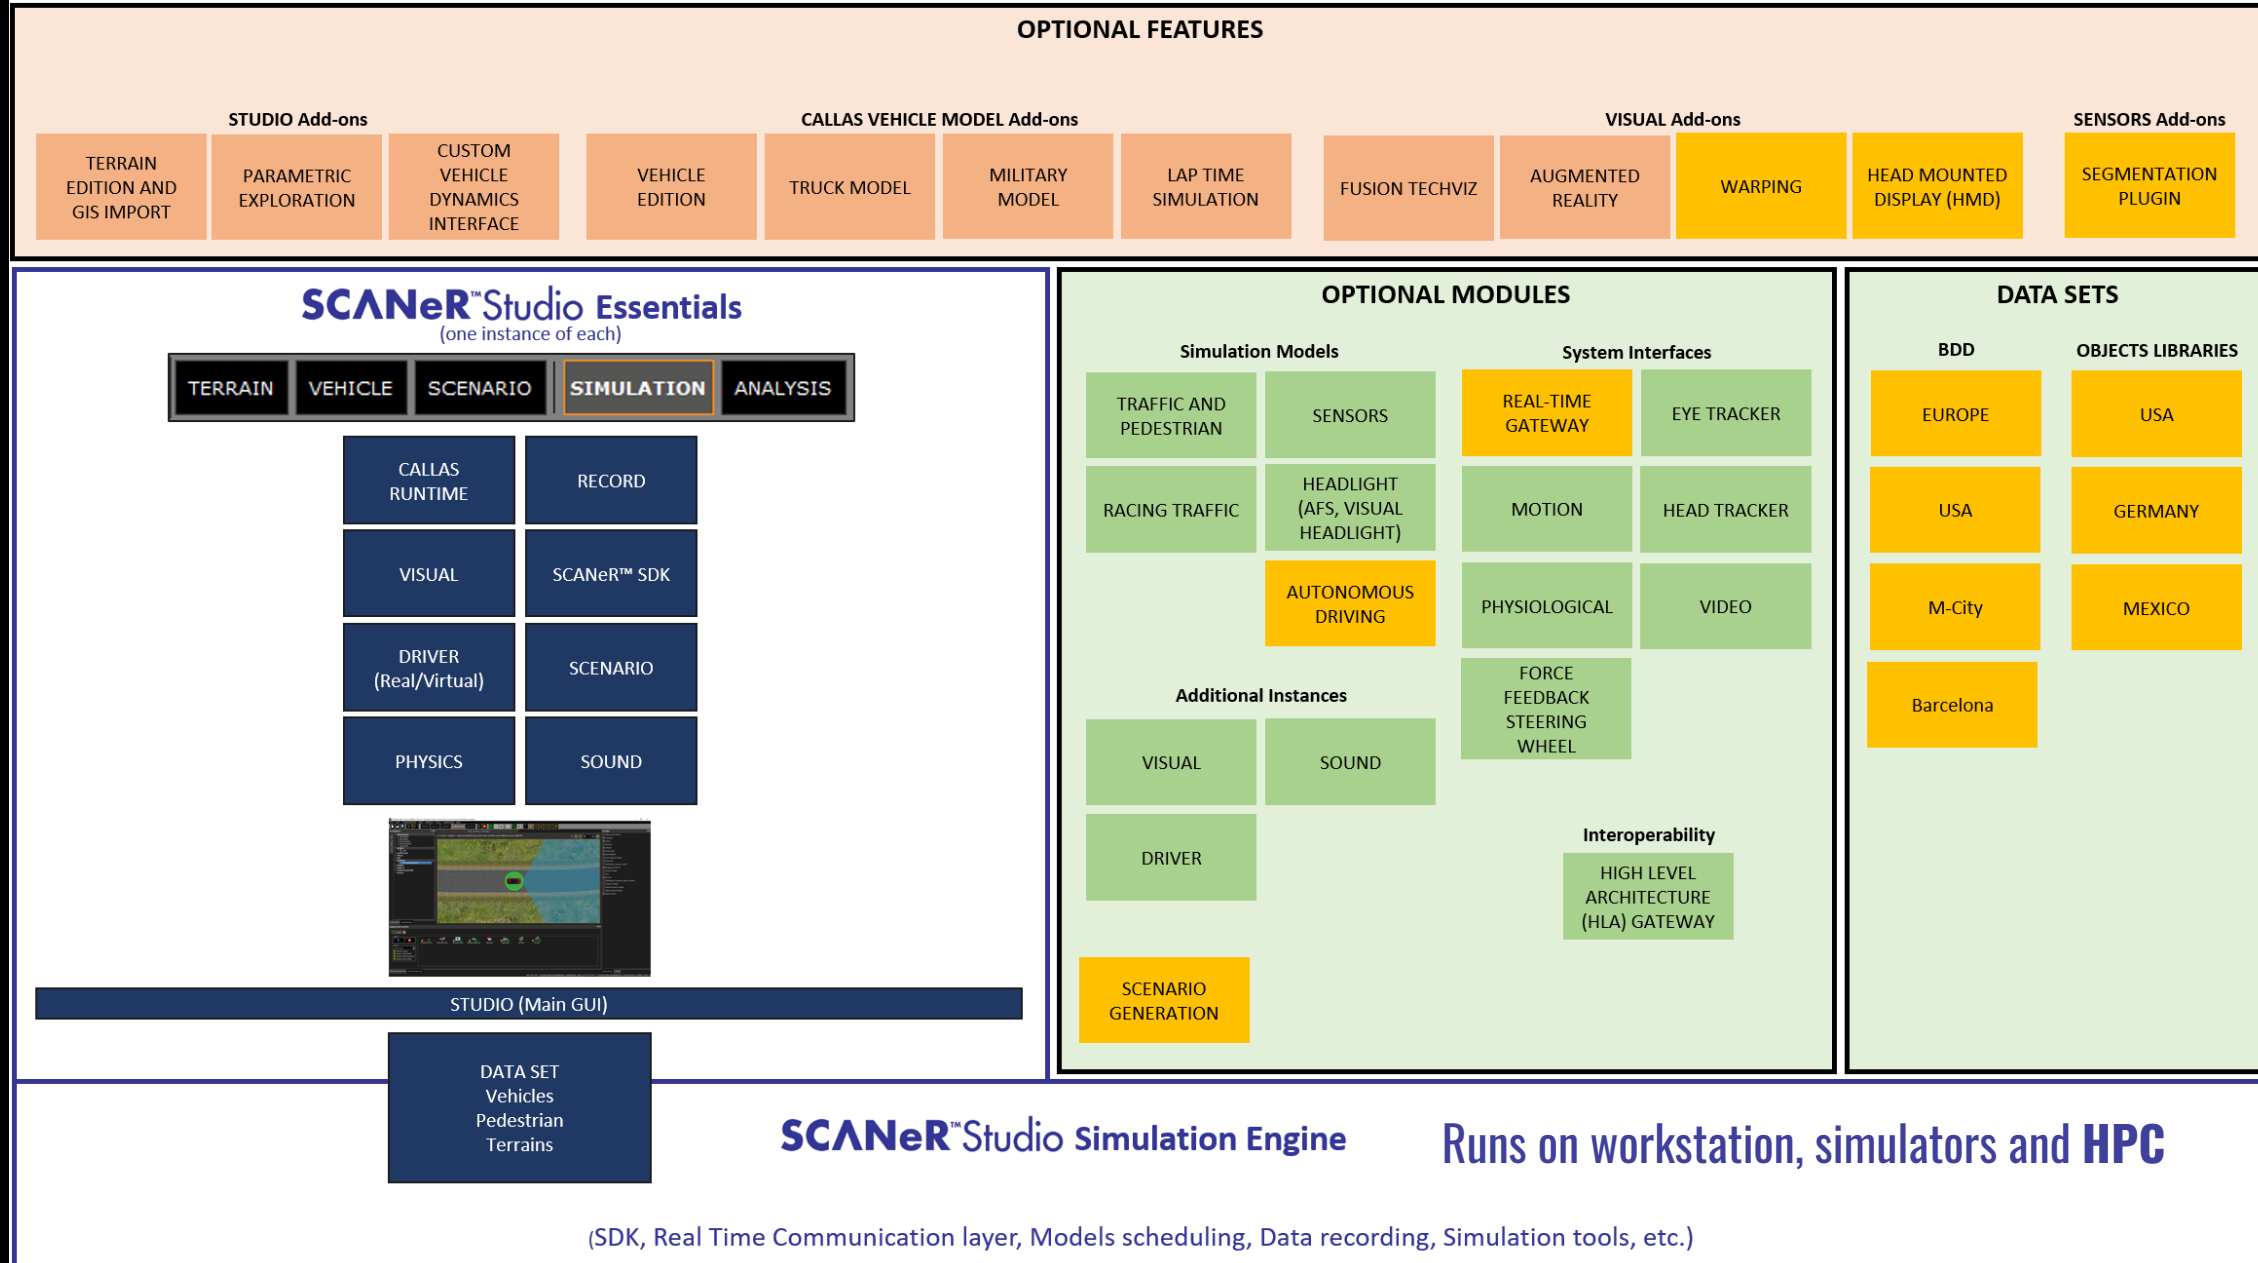 OPTIONAL FEATURES
STUDIO Add-ons
TERRAIN
EDITION AND
GIS IMPORT
PARAMETRIC
EXPLORATION
CUSTOM
VEHICLE
DYNAMICS
INTERFACE
CALLAS VEHICLE MODEL Add-ons
VEHICLE
EDITION
TRUCK MODEL
MILITARY
MODEL
LAP TIME
SIMULATION
VISUAL Add-ons
FUSION TECHVIZ
AUGMENTED
REALITY
WARPING
HEAD MOUNTED
DISPLAY (HMD)
SENSORS Add-ons
SEGMENTATION
PLUGIN
SCANeR™Studio Essentials
(one instance of each)
TERRAIN
VEHICLE
SCENARIO
SIMULATION
ANALYSIS
CALLAS
RUNTIME
RECORD
VISUAL
SCANeR™ SDK
DRIVER
(Real/Virtual)
SCENARIO
PHYSICS
SOUND
STUDIO (Main GUI)
DATA SET
Vehicles
Pedestrian
Terrains
OPTIONAL MODULES
Simulation Models
TRAFFIC AND
PEDESTRIAN
SENSORS
RACING TRAFFIC
HEADLIGHT
(AFS, VISUAL
HEADLIGHT)
AUTONOMOUS
DRIVING
Additional Instances
VISUAL
SOUND
DRIVER
SCENARIO
GENERATION
System Interfaces
REAL-TIME
GATEWAY
EYE TRACKER
MOTION
HEAD TRACKER
PHYSIOLOGICAL
VIDEO
FORCE
FEEDBACK
STEERING
WHEEL
Interoperability
HIGH LEVEL
ARCHITECTURE
(HLA) GATEWAY
DATA SETS
BDD
EUROPE
USA
M-City
Barcelona
OBJECTS LIBRARIES
USA
GERMANY
MEXICO
SCANeR™Studio Simulation Engine
Runs on workstation, simulators and HPC
(SDK, Real Time Communication layer, Models scheduling, Data recording, Simulation tools, etc.)